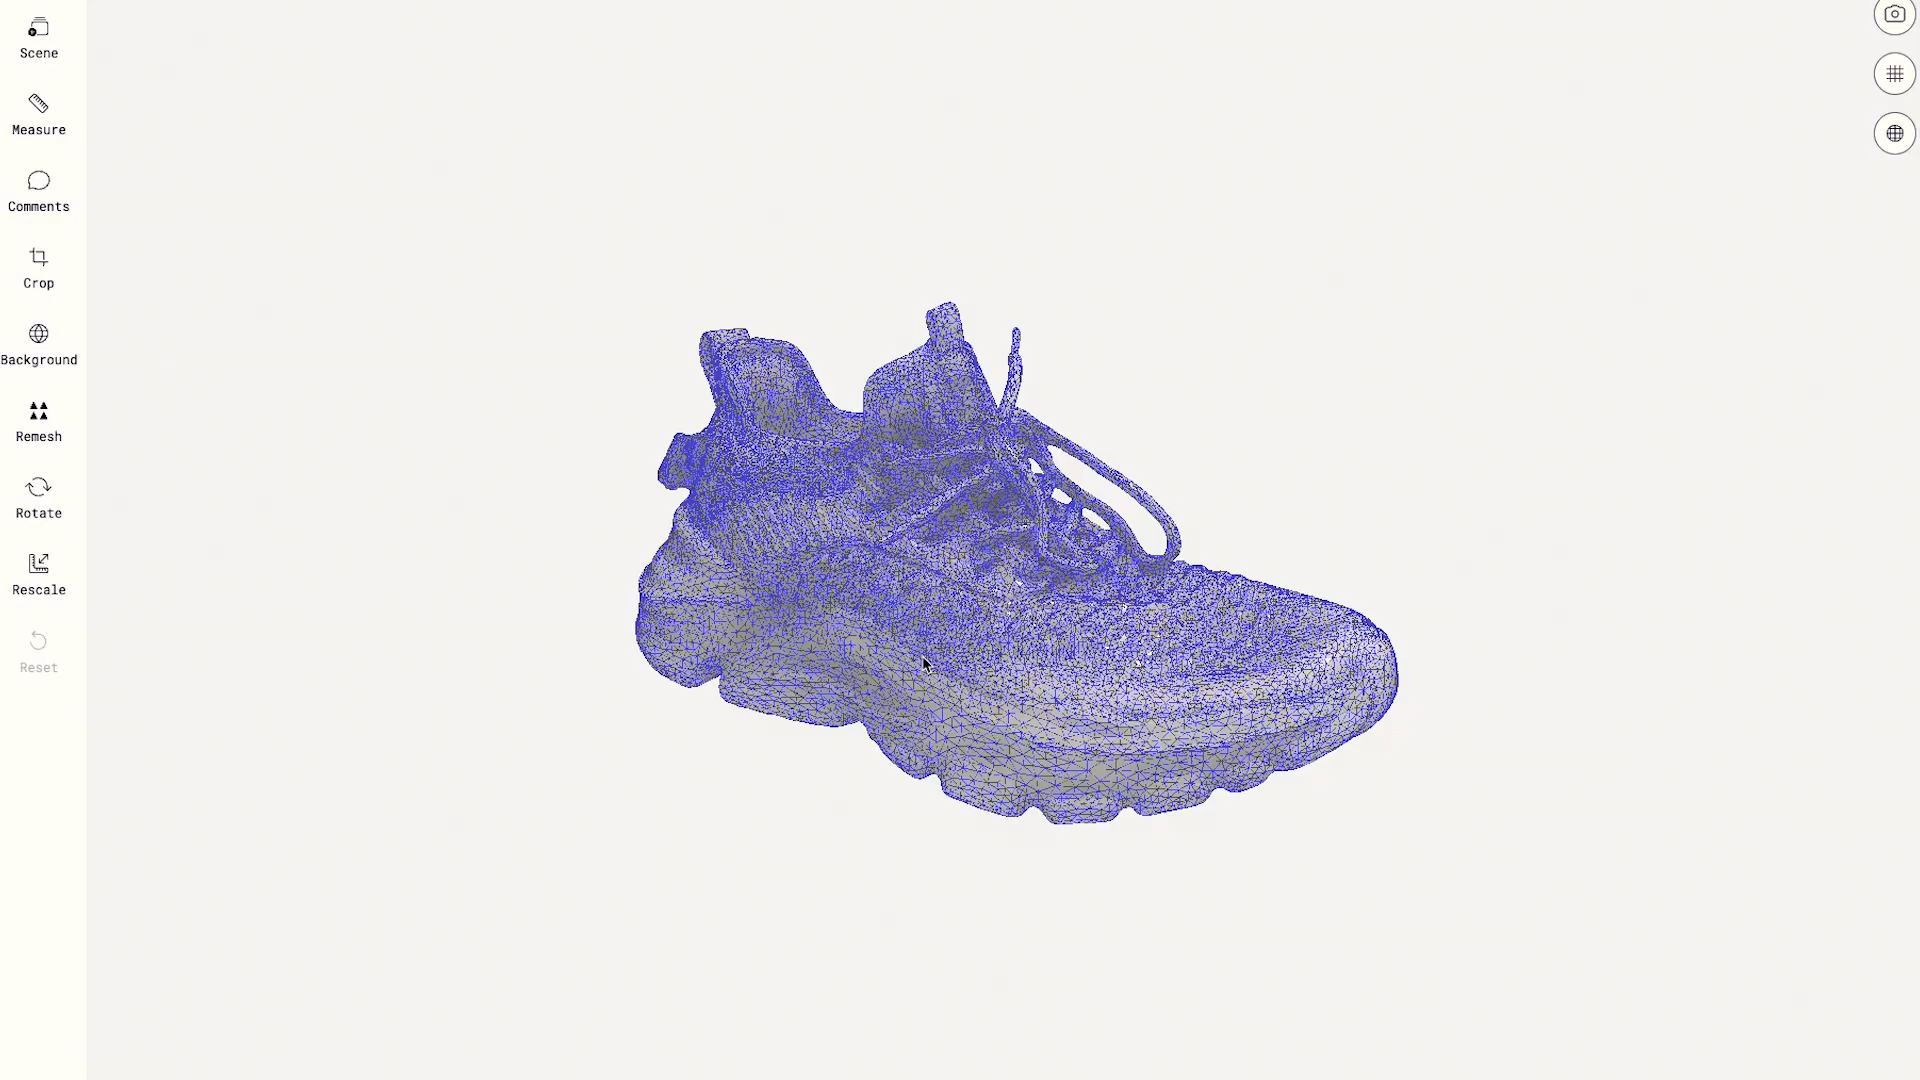 Scene
Measure
Comments
Crop
Background
Remesh
Rotate
Rescale
Reset